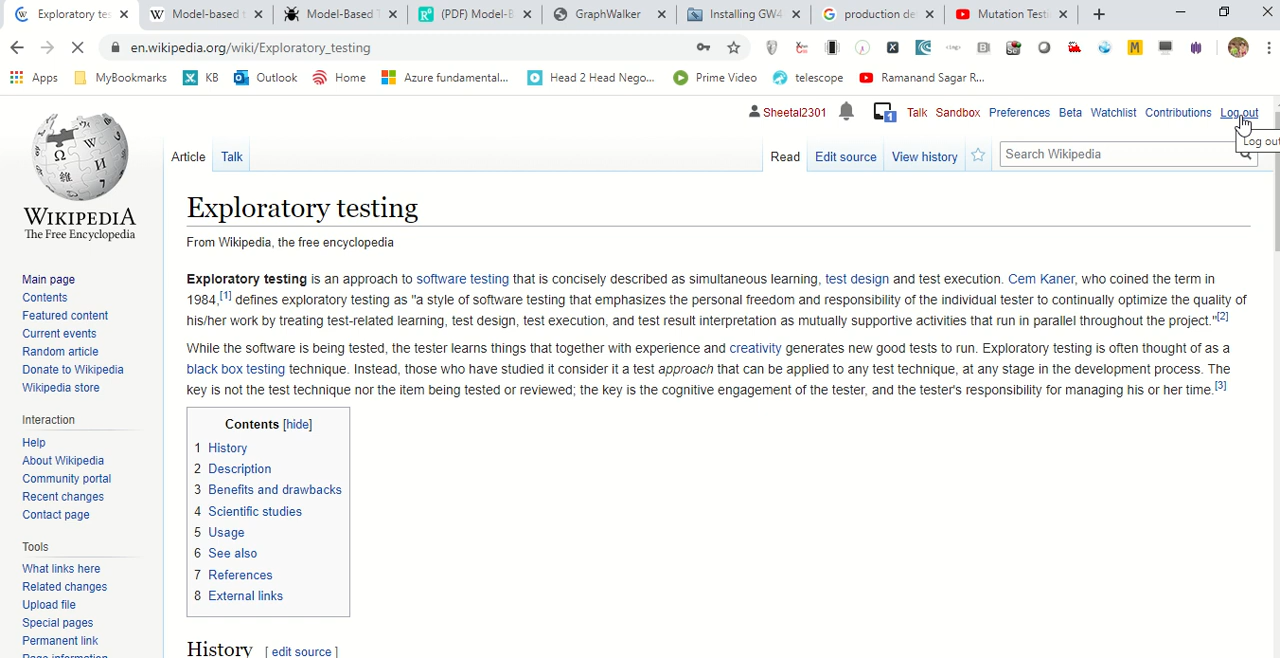 Exploratory te
Model-based t
Model-Based T
(PDF) Model-B
GraphWalker
Installing GW4
production de
Mutation Testi
en.wikipedia.org/wiki/Exploratory_testing
Apps MyBookmarks KB Outlook Home Azure fundamental... Head 2 Head Nego... Prime Video telescope Ramanand Sagar R...
Sheetal2301 1 Talk Sandbox Preferences Beta Watchlist Contributions Log out
Log out
Article Talk Read Edit source View history Search Wikipedia
WIKIPEDIA
The Free Encyclopedia
Main page
Contents
Featured content
Current events
Random article
Donate to Wikipedia
Wikipedia store
Interaction
Help
About Wikipedia
Community portal
Recent changes
Contact page
Tools
What links here
Related changes
Upload file
Special pages
Permanent link
Page information
Exploratory testing
From Wikipedia, the free encyclopedia
Exploratory testing is an approach to software testing that is concisely described as simultaneous learning, test design and test execution. Cem Kaner, who coined the term in
1984,[1] defines exploratory testing as "a style of software testing that emphasizes the personal freedom and responsibility of the individual tester to continually optimize the quality of
his/her work by treating test-related learning, test design, test execution, and test result interpretation as mutually supportive activities that run in parallel throughout the project."[2]
While the software is being tested, the tester learns things that together with experience and creativity generates new good tests to run. Exploratory testing is often thought of as a
black box testing technique. Instead, those who have studied it consider it a test approach that can be applied to any test technique, at any stage in the development process. The
key is not the test technique nor the item being tested or reviewed; the key is the cognitive engagement of the tester, and the tester's responsibility for managing his or her time.[3]
Contents [hide]
1 History
2 Description
3 Benefits and drawbacks
4 Scientific studies
5 Usage
6 See also
7 References
8 External links
History [ edit source ]